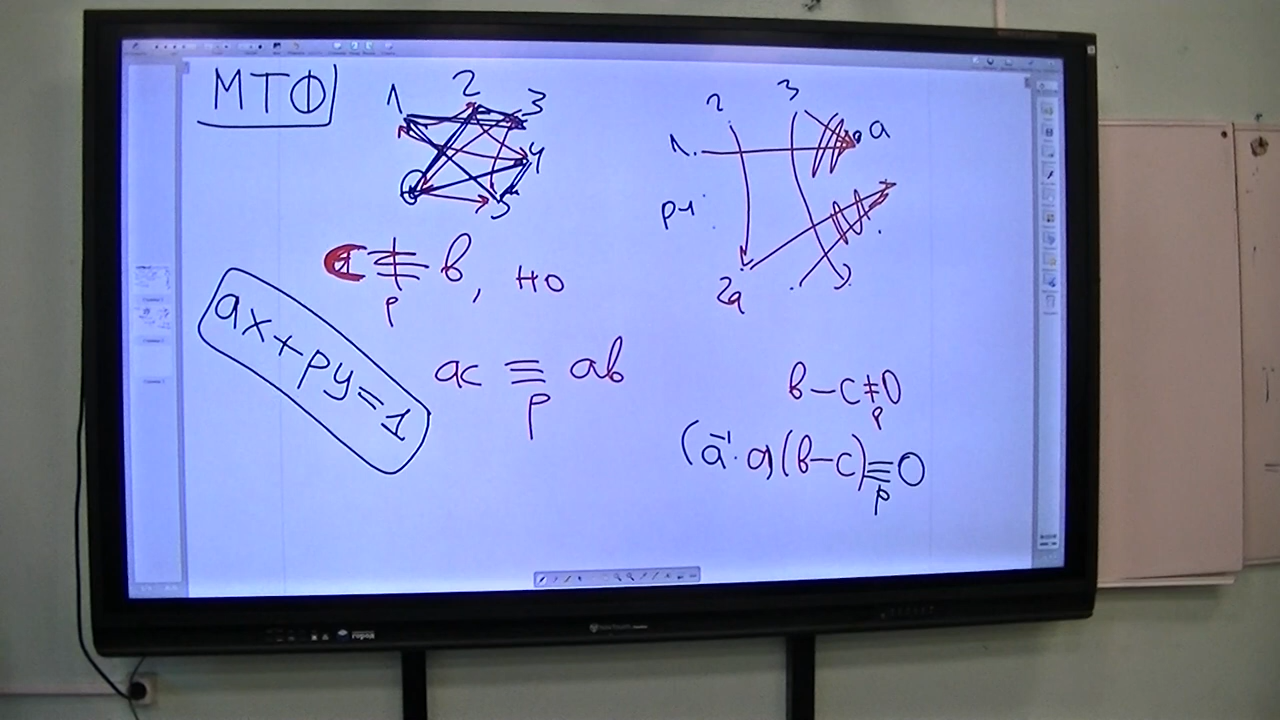 МТФ
1 2 3
4
5
2 3
1. a
p-1
2a
c ≢ b, но
p
ax+py=1
ac ≡ ab
p
b-c≢0
p
(a⁻¹·a)(b-c)≡0
p
город